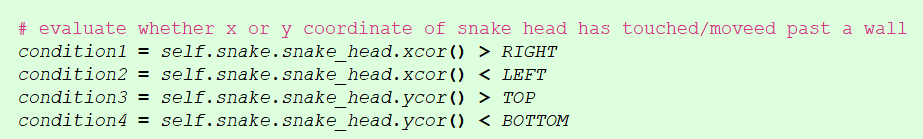 # evaluate whether x or y coordinate of snake head has touched/moveed past a wall
condition1 = self.snake.snake_head.xcor() > RIGHT
condition2 = self.snake.snake_head.xcor() < LEFT
condition3 = self.snake.snake_head.ycor() > TOP
condition4 = self.snake.snake_head.ycor() < BOTTOM